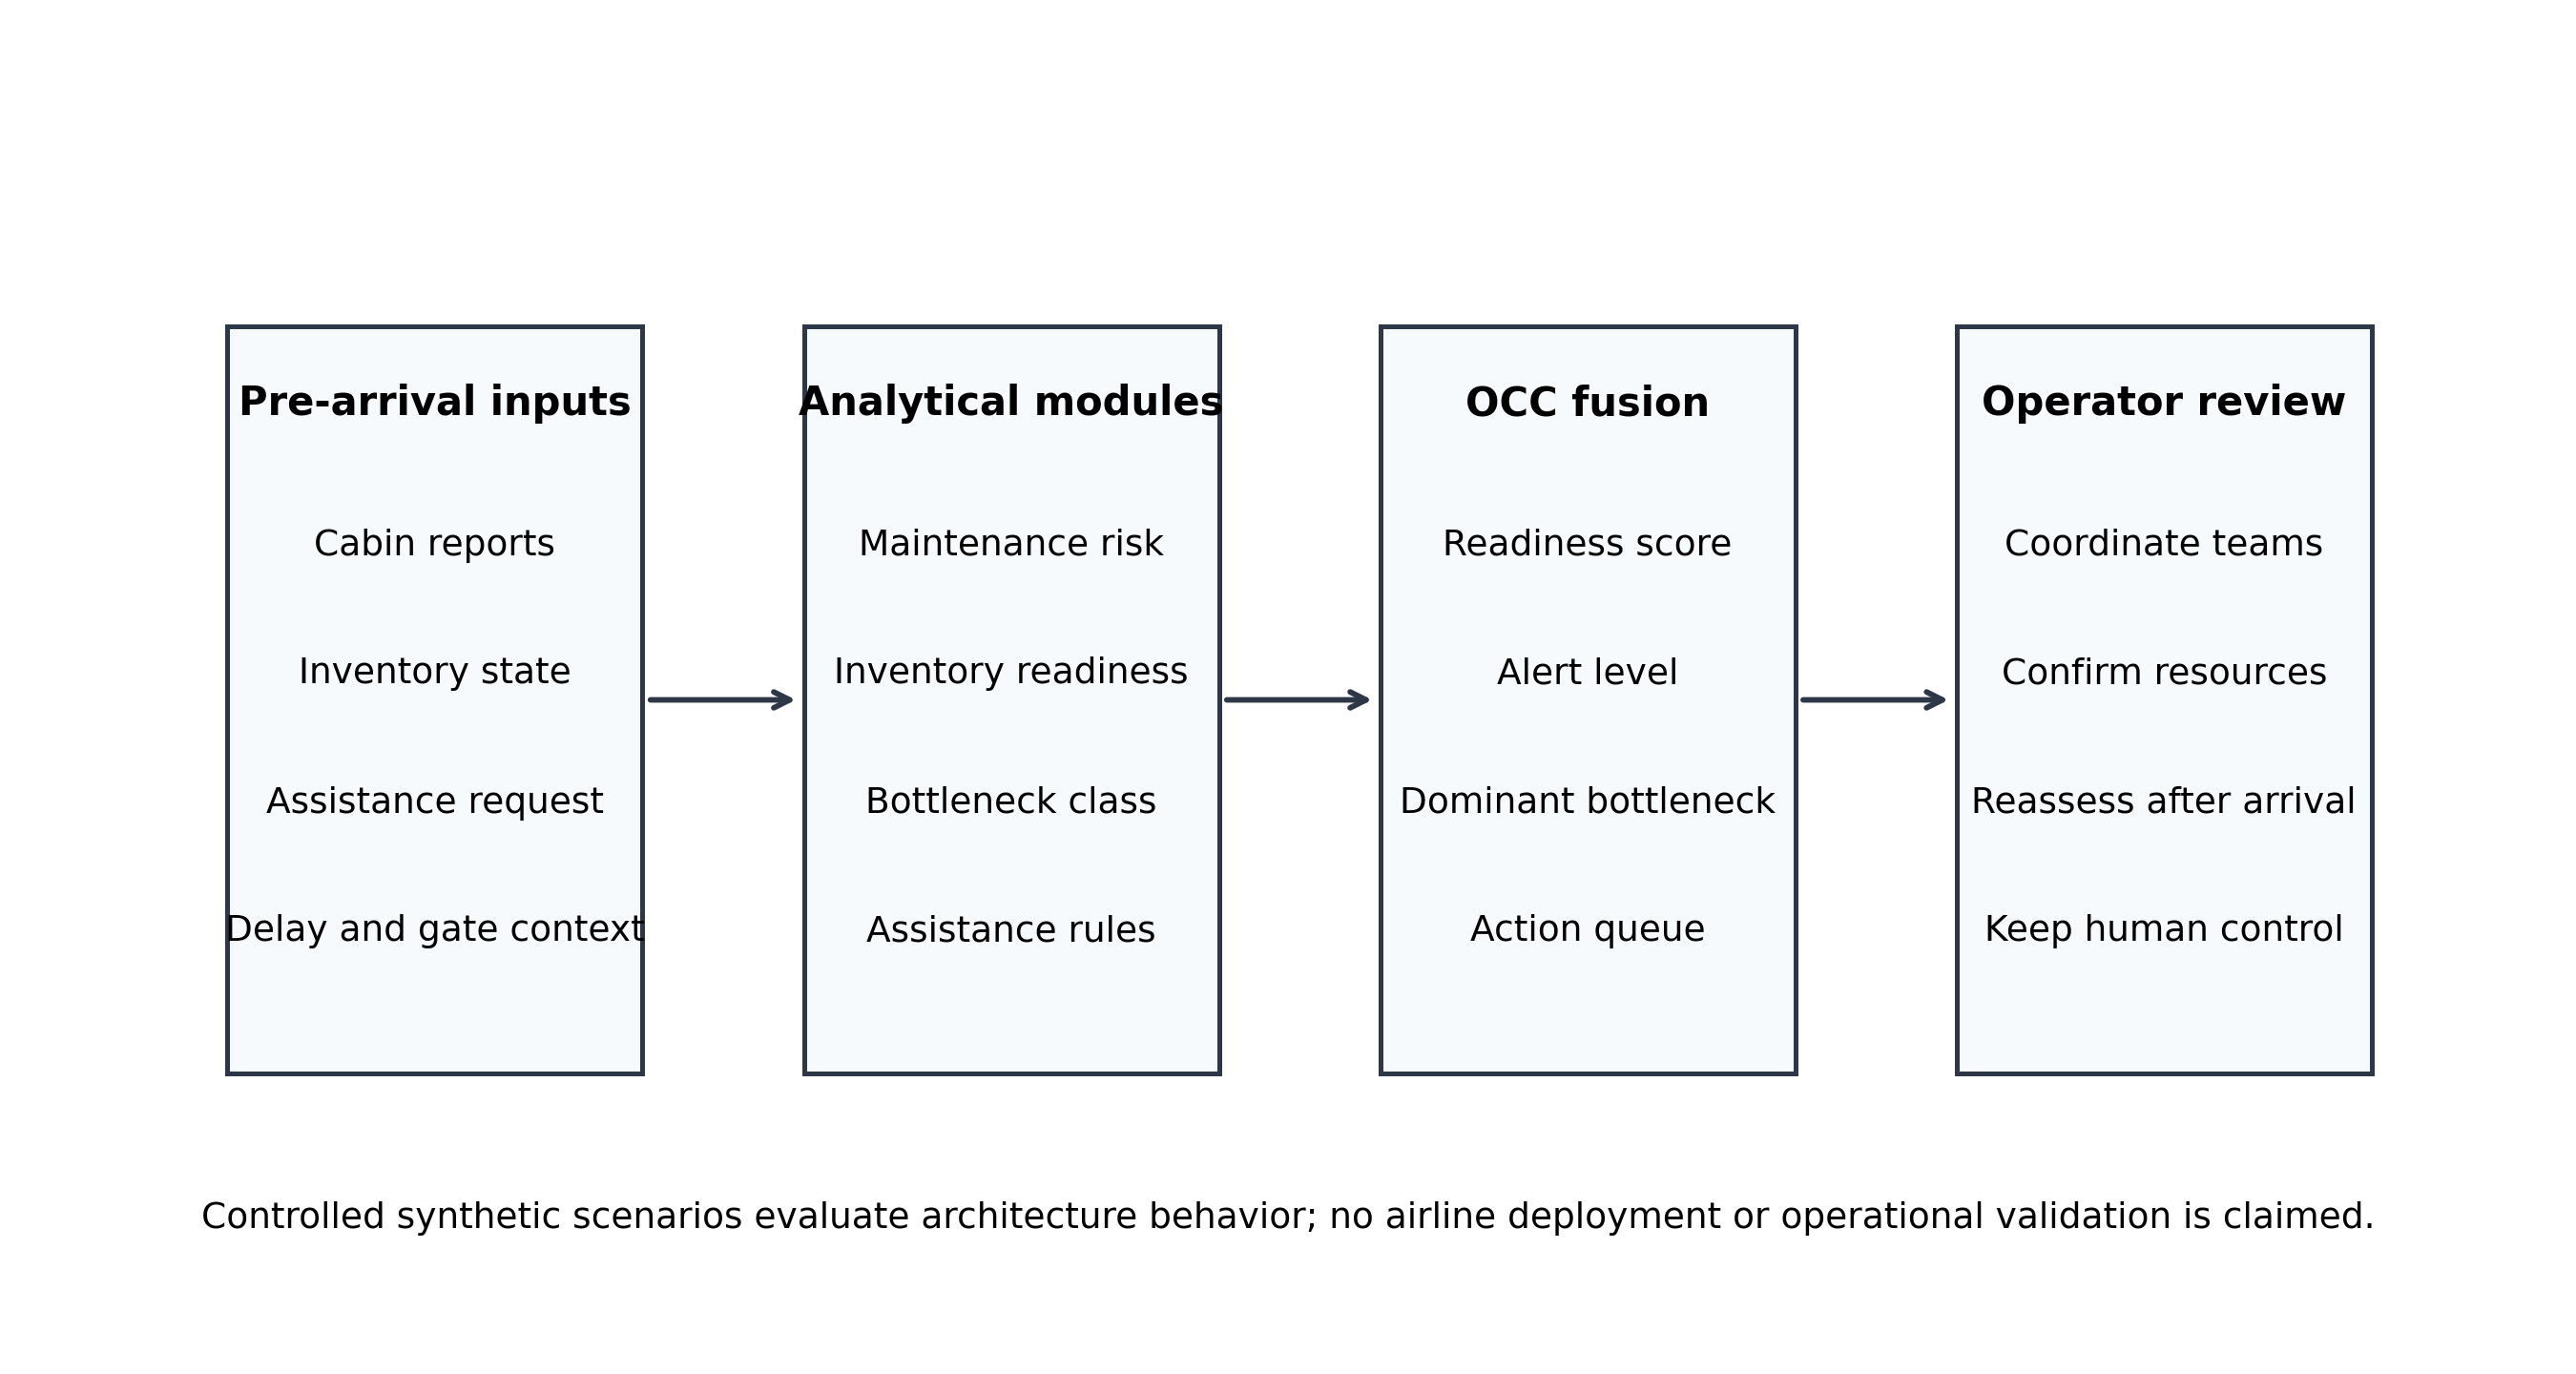 Pre-arrival inputs
Cabin reports
Inventory state
Assistance request
Delay and gate context
Analytical modules
Maintenance risk
Inventory readiness
Bottleneck class
Assistance rules
OCC fusion
Readiness score
Alert level
Dominant bottleneck
Action queue
Operator review
Coordinate teams
Confirm resources
Reassess after arrival
Keep human control
Controlled synthetic scenarios evaluate architecture behavior; no airline deployment or operational validation is claimed.